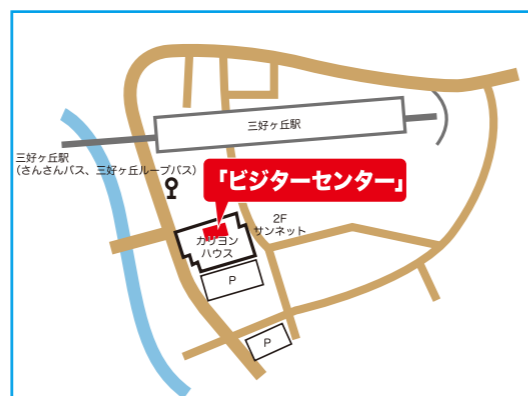 三好ヶ丘駅
三好ヶ丘駅
(さんさんバス、三好ヶ丘ループバス)
「ビジターセンター」
2F
サンネット
カリヨン
ハウス
P
P